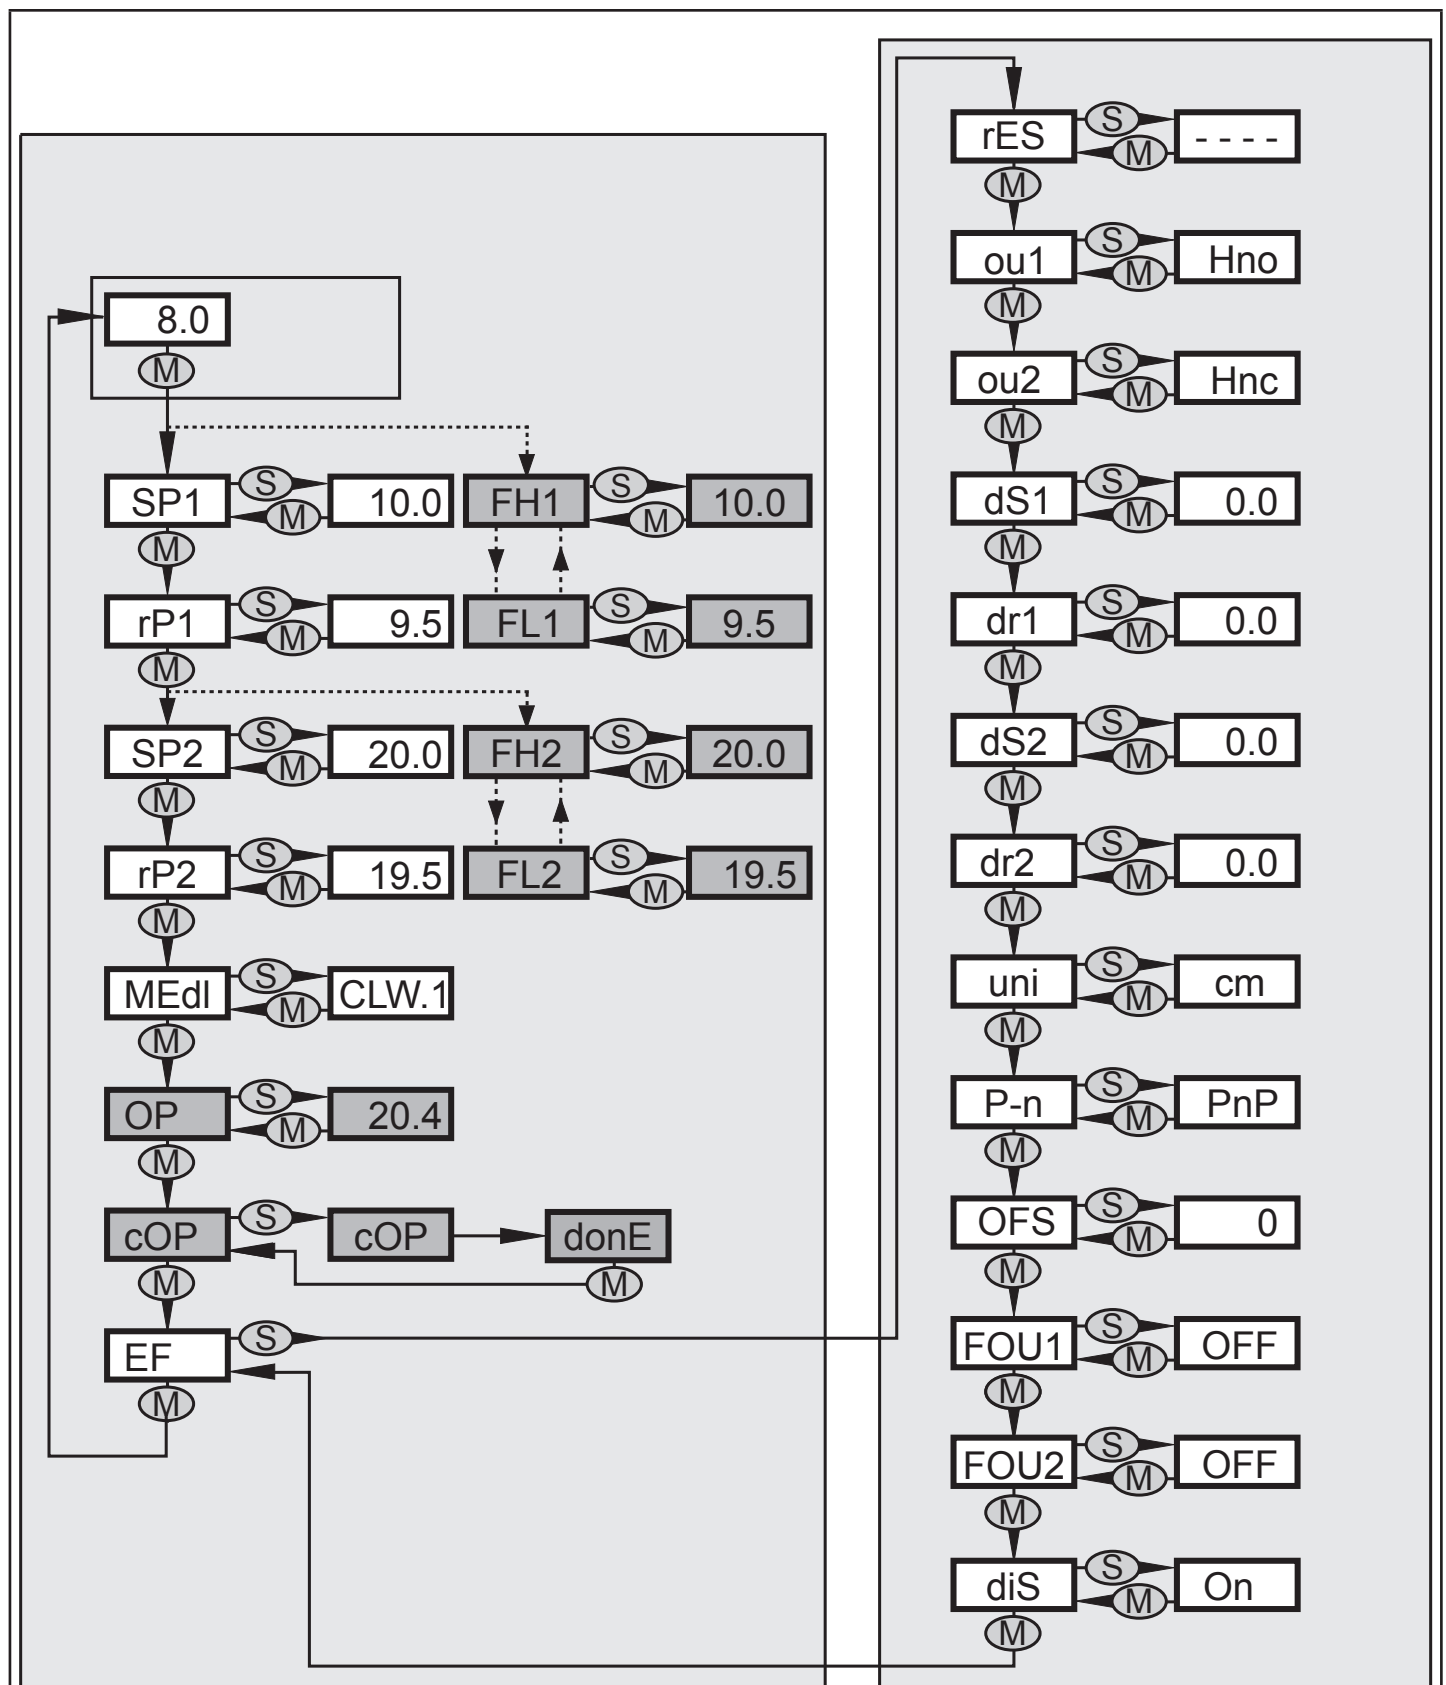 8.0
M
SP1 S M 10.0 FH1 S M 10.0
M
rP1 S M 9.5 FL1 S M 9.5
M
SP2 S M 20.0 FH2 S M 20.0
M
rP2 S M 19.5 FL2 S M 19.5
M
MEdI S M CLW.1
M
OP S M 20.4
M
cOP S cOP donE
M M
EF S
M
rES S M - - - -
M
ou1 S M Hno
M
ou2 S M Hnc
M
dS1 S M 0.0
M
dr1 S M 0.0
M
dS2 S M 0.0
M
dr2 S M 0.0
M
uni S M cm
M
P-n S M PnP
M
OFS S M 0
M
FOU1 S M OFF
M
FOU2 S M OFF
M
diS S M On
M